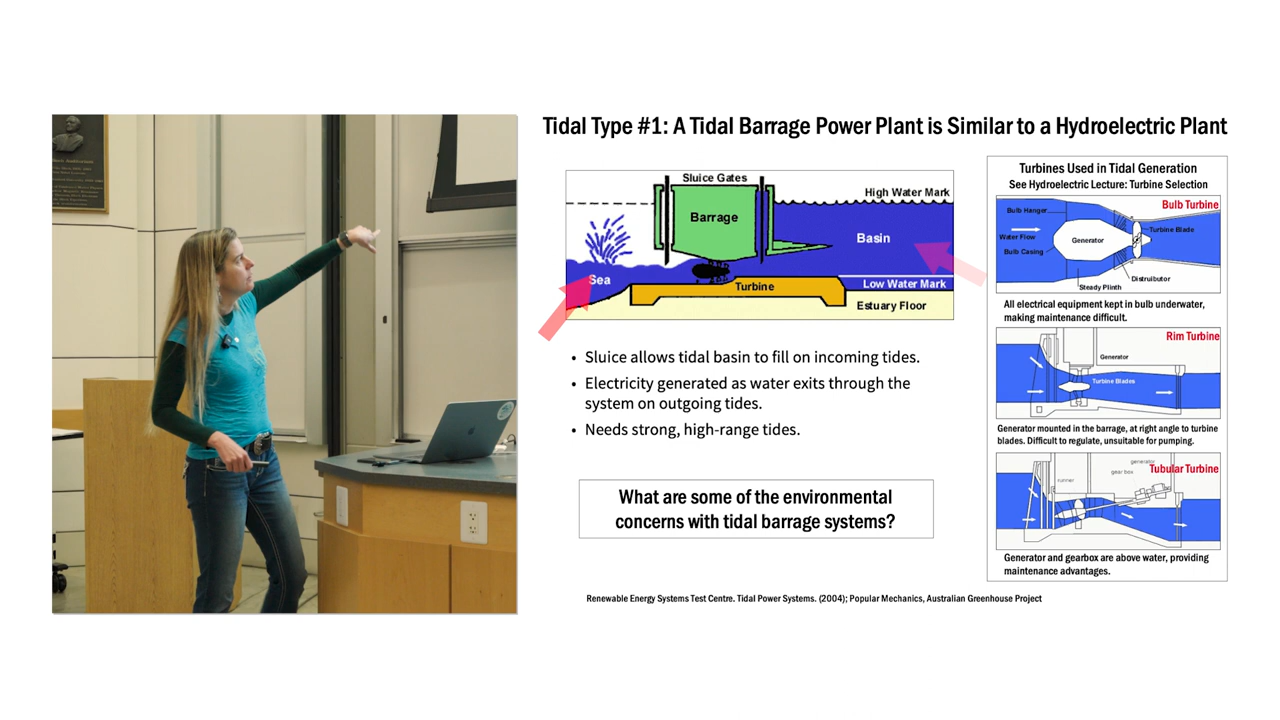 Tidal Type #1: A Tidal Barrage Power Plant is Similar to a Hydroelectric Plant
Sluice Gates
High Water Mark
Barrage
Basin
Sea
Turbine
Low Water Mark
Estuary Floor
• Sluice allows tidal basin to fill on incoming tides.
• Electricity generated as water exits through the
system on outgoing tides.
• Needs strong, high-range tides.
What are some of the environmental
concerns with tidal barrage systems?
Renewable Energy Systems Test Centre. Tidal Power Systems. (2004); Popular Mechanics, Australian Greenhouse Project
Turbines Used in Tidal Generation
See Hydroelectric Lecture: Turbine Selection
Bulb Turbine
Bulb Hanger
Turbine Blade
Water Flow
Generator
Bulb Casing
Distruibutor
Steady Plinth
All electrical equipment kept in bulb underwater,
making maintenance difficult.
Rim Turbine
Generator
Turbine Blades
Generator mounted in the barrage, at right angle to turbine
blades. Difficult to regulate, unsuitable for pumping.
generator
Tubular Turbine
gear box
runner
Generator and gearbox are above water, providing
maintenance advantages.